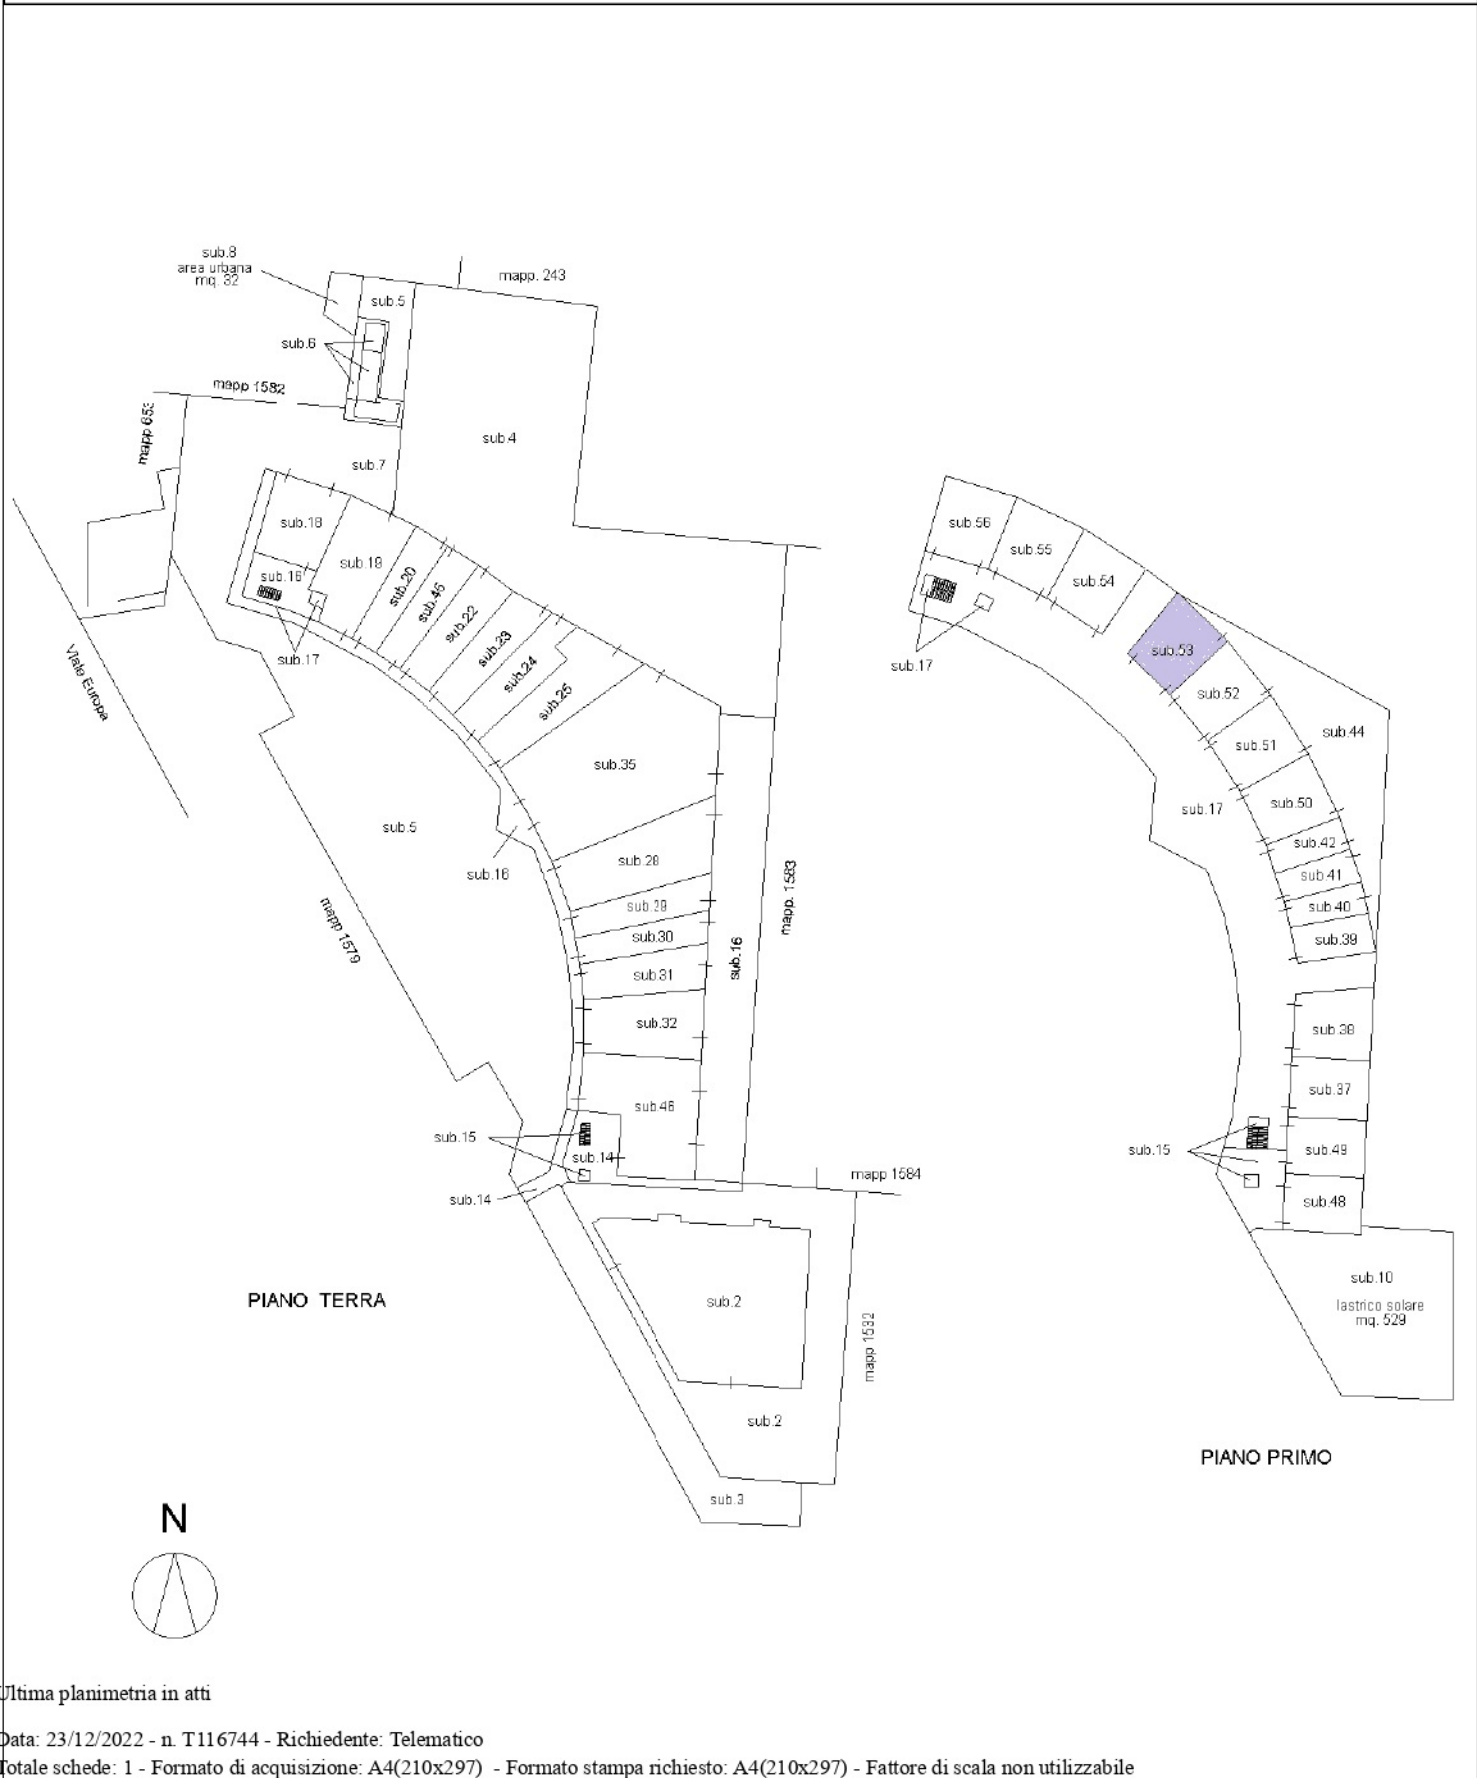 sub.8
area urbana
mq. 32
mapp. 243
sub.5
sub.6
mapp 1582
mapp 653
sub.4
sub.7
sub.18
sub.19
sub.16
sub.20
sub.45
sub.22
sub.23
sub.24
sub.25
sub.17
Viale Europa
sub.35
sub.5
sub.16
sub.28
sub.29
sub.30
sub.31
sub.32
sub.16
mapp. 1583
mapp 1579
sub.46
sub.15
sub.14
sub.14
mapp 1584
sub.2
mapp 1532
sub.2
sub.3
PIANO TERRA
sub.56
sub.55
sub.54
sub.17
sub.53
sub.52
sub.51
sub.44
sub.50
sub.17
sub.42
sub.41
sub.40
sub.39
sub.38
sub.37
sub.15
sub.49
sub.48
sub.10
lastrico solare
mq. 529
PIANO PRIMO
N
Ultima planimetria in atti
Data: 23/12/2022 - n. T116744 - Richiedente: Telematico
Totale schede: 1 - Formato di acquisizione: A4(210x297) - Formato stampa richiesto: A4(210x297) - Fattore di scala non utilizzabile